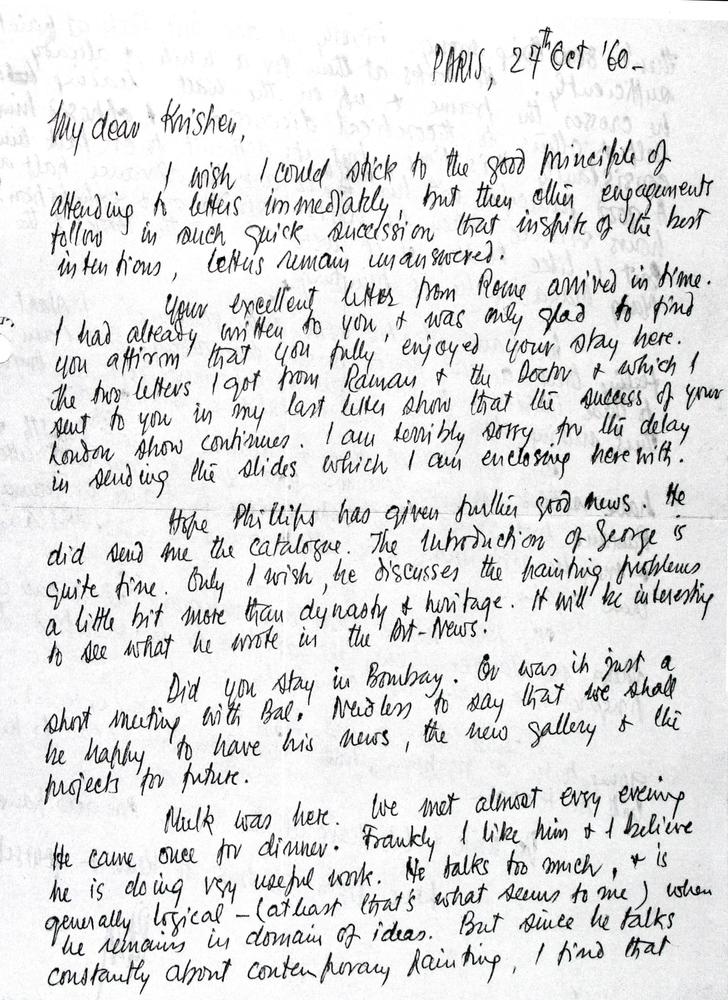 PARIS, 27th Oct '60.
My dear Krishen,
I wish I could stick to the good principle of
attending to letters immediately, but then other engagements
follow in such quick succession that inspite of the best
intentions, letters remain unanswered.
Your excellent letter from Rome arrived in time.
I had already written to you, & was only glad to find
you affirm that you fully enjoyed your stay here.
The two letters I got from Raman & the Doctor & which I
sent to you in my last letter show that the success of your
London show continues. I am terribly sorry for the delay
in sending the slides which I am enclosing herewith.
Hope Phillips has given further good news. He
did send me the catalogue. The Introduction of George is
quite fine. Only I wish, he discusses the painting problems
a little bit more than dynasty & heritage. It will be interesting
to see what he wrote in the Art-News.
Did you stay in Bombay. Or was it just a
short meeting with Bal. Needless to say that we shall
be happy to have his news, the new gallery & the
projects for future.
Mulk was here. We met almost evry evening
He came once for dinner. Frankly I like him & I believe
he is doing very useful work. He talks too much, & is
generally logical – (atleast that's what seems to me) when
he remains in domain of ideas. But since he talks
constantly about contemporary Painting, I find that